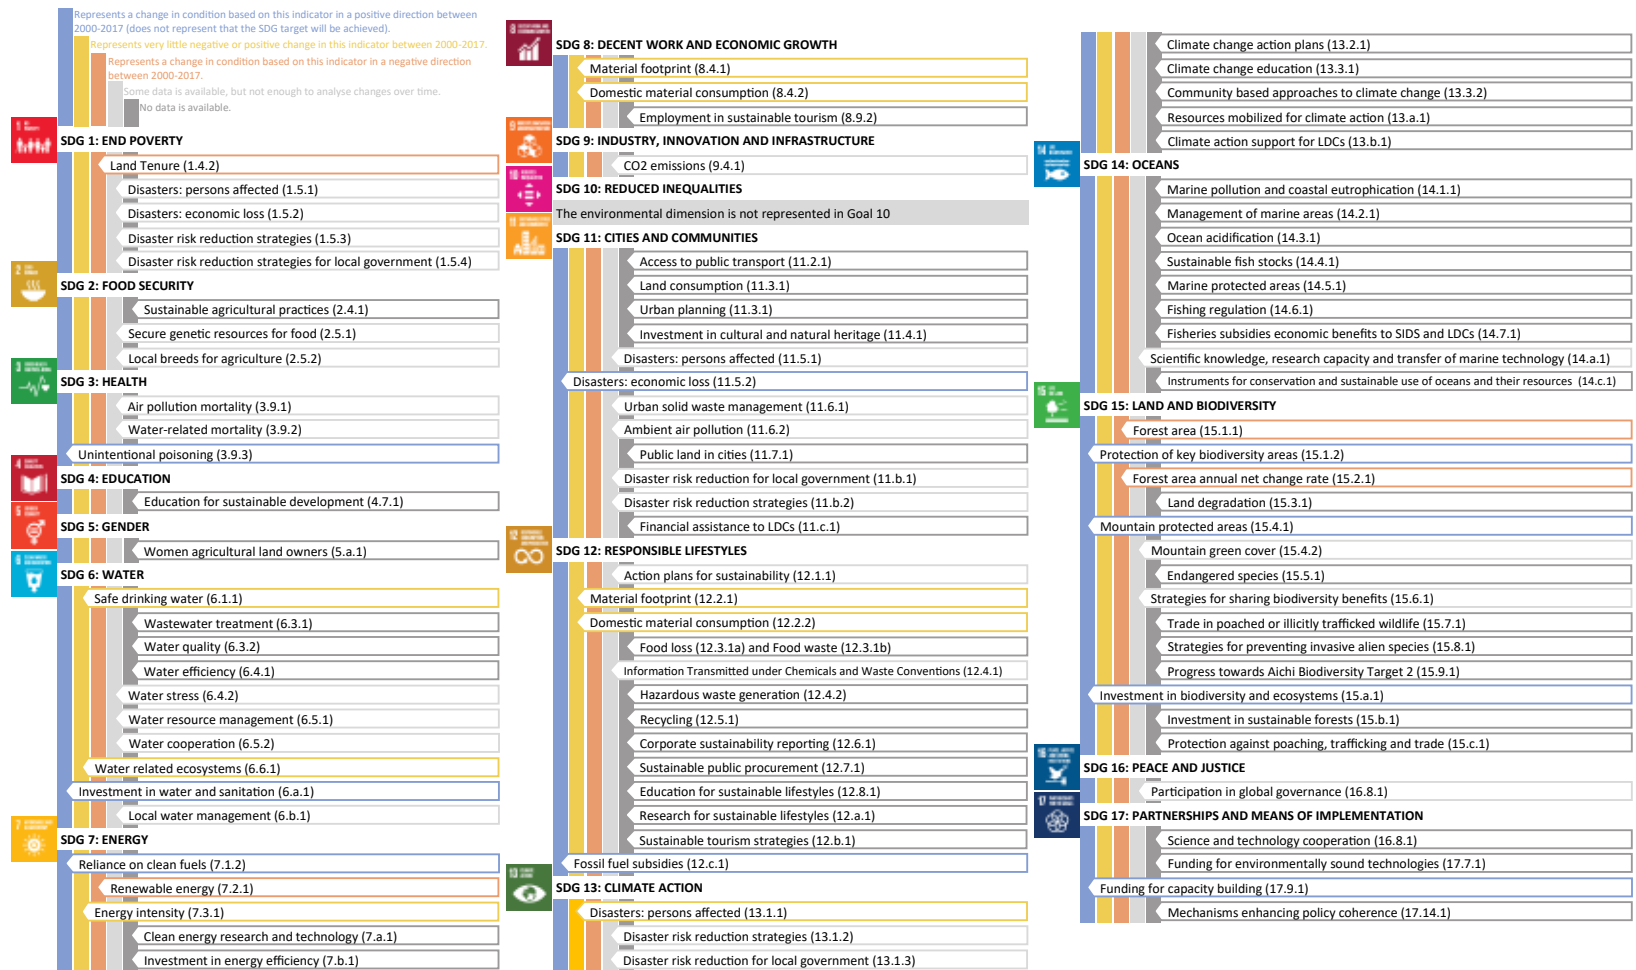 Represents a change in condition based on this indicator in a positive direction between
2000-2017 (does not represent that the SDG target will be achieved).
Represents very little negative or positive change in this indicator between 2000-2017.
Represents a change in condition based on this indicator in a negative direction
between 2000-2017.
Some data is available, but not enough to analyse changes over time.
No data is available.
1
SDG 1: END POVERTY
Land Tenure (1.4.2)
Disasters: persons affected (1.5.1)
Disasters: economic loss (1.5.2)
Disaster risk reduction strategies (1.5.3)
Disaster risk reduction strategies for local government (1.5.4)
2
SDG 2: FOOD SECURITY
Sustainable agricultural practices (2.4.1)
Secure genetic resources for food (2.5.1)
Local breeds for agriculture (2.5.2)
3
SDG 3: HEALTH
Air pollution mortality (3.9.1)
Water-related mortality (3.9.2)
Unintentional poisoning (3.9.3)
4
SDG 4: EDUCATION
Education for sustainable development (4.7.1)
5
SDG 5: GENDER
Women agricultural land owners (5.a.1)
6
SDG 6: WATER
Safe drinking water (6.1.1)
Wastewater treatment (6.3.1)
Water quality (6.3.2)
Water efficiency (6.4.1)
Water stress (6.4.2)
Water resource management (6.5.1)
Water cooperation (6.5.2)
Water related ecosystems (6.6.1)
Investment in water and sanitation (6.a.1)
Local water management (6.b.1)
7
SDG 7: ENERGY
Reliance on clean fuels (7.1.2)
Renewable energy (7.2.1)
Energy intensity (7.3.1)
Clean energy research and technology (7.a.1)
Investment in energy efficiency (7.b.1)
8
SDG 8: DECENT WORK AND ECONOMIC GROWTH
Material footprint (8.4.1)
Domestic material consumption (8.4.2)
Employment in sustainable tourism (8.9.2)
9
SDG 9: INDUSTRY, INNOVATION AND INFRASTRUCTURE
CO2 emissions (9.4.1)
10
SDG 10: REDUCED INEQUALITIES
The environmental dimension is not represented in Goal 10
11
SDG 11: CITIES AND COMMUNITIES
Access to public transport (11.2.1)
Land consumption (11.3.1)
Urban planning (11.3.1)
Investment in cultural and natural heritage (11.4.1)
Disasters: persons affected (11.5.1)
Disasters: economic loss (11.5.2)
Urban solid waste management (11.6.1)
Ambient air pollution (11.6.2)
Public land in cities (11.7.1)
Disaster risk reduction for local government (11.b.1)
Disaster risk reduction strategies (11.b.2)
Financial assistance to LDCs (11.c.1)
12
SDG 12: RESPONSIBLE LIFESTYLES
Action plans for sustainability (12.1.1)
Material footprint (12.2.1)
Domestic material consumption (12.2.2)
Food loss (12.3.1a) and Food waste (12.3.1b)
Information Transmitted under Chemicals and Waste Conventions (12.4.1)
Hazardous waste generation (12.4.2)
Recycling (12.5.1)
Corporate sustainability reporting (12.6.1)
Sustainable public procurement (12.7.1)
Education for sustainable lifestyles (12.8.1)
Research for sustainable lifestyles (12.a.1)
Sustainable tourism strategies (12.b.1)
Fossil fuel subsidies (12.c.1)
13
SDG 13: CLIMATE ACTION
Disasters: persons affected (13.1.1)
Disaster risk reduction strategies (13.1.2)
Disaster risk reduction for local government (13.1.3)
Climate change action plans (13.2.1)
Climate change education (13.3.1)
Community based approaches to climate change (13.3.2)
Resources mobilized for climate action (13.a.1)
Climate action support for LDCs (13.b.1)
14
SDG 14: OCEANS
Marine pollution and coastal eutrophication (14.1.1)
Management of marine areas (14.2.1)
Ocean acidification (14.3.1)
Sustainable fish stocks (14.4.1)
Marine protected areas (14.5.1)
Fishing regulation (14.6.1)
Fisheries subsidies economic benefits to SIDS and LDCs (14.7.1)
Scientific knowledge, research capacity and transfer of marine technology (14.a.1)
Instruments for conservation and sustainable use of oceans and their resources (14.c.1)
15
SDG 15: LAND AND BIODIVERSITY
Forest area (15.1.1)
Protection of key biodiversity areas (15.1.2)
Forest area annual net change rate (15.2.1)
Land degradation (15.3.1)
Mountain protected areas (15.4.1)
Mountain green cover (15.4.2)
Endangered species (15.5.1)
Strategies for sharing biodiversity benefits (15.6.1)
Trade in poached or illicitly trafficked wildlife (15.7.1)
Strategies for preventing invasive alien species (15.8.1)
Progress towards Aichi Biodiversity Target 2 (15.9.1)
Investment in biodiversity and ecosystems (15.a.1)
Investment in sustainable forests (15.b.1)
Protection against poaching, trafficking and trade (15.c.1)
16
SDG 16: PEACE AND JUSTICE
Participation in global governance (16.8.1)
17
SDG 17: PARTNERSHIPS AND MEANS OF IMPLEMENTATION
Science and technology cooperation (16.8.1)
Funding for environmentally sound technologies (17.7.1)
Funding for capacity building (17.9.1)
Mechanisms enhancing policy coherence (17.14.1)